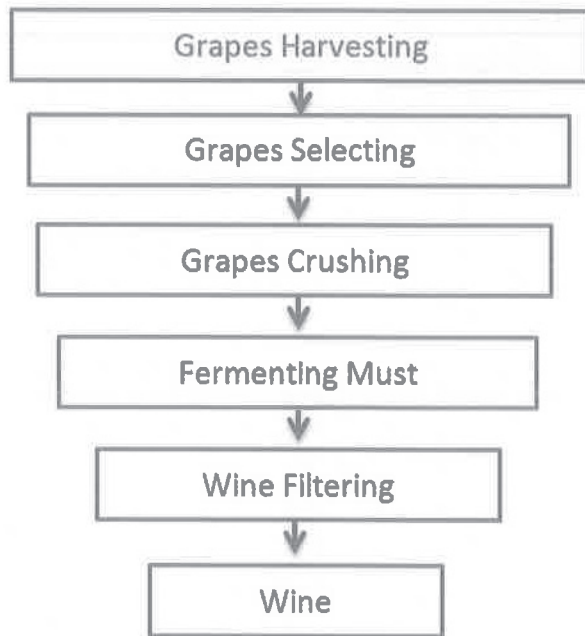 Grapes Harvesting
Grapes Selecting
Grapes Crushing
Fermenting Must
Wine Filtering
Wine